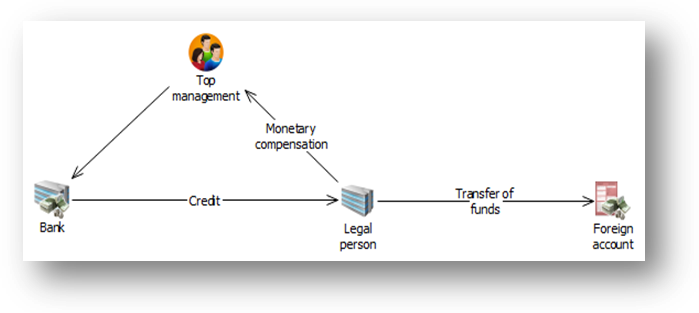 Top
management
Monetary
compensation
Bank
Credit
Legal
person
Transfer of
funds
Foreign
account